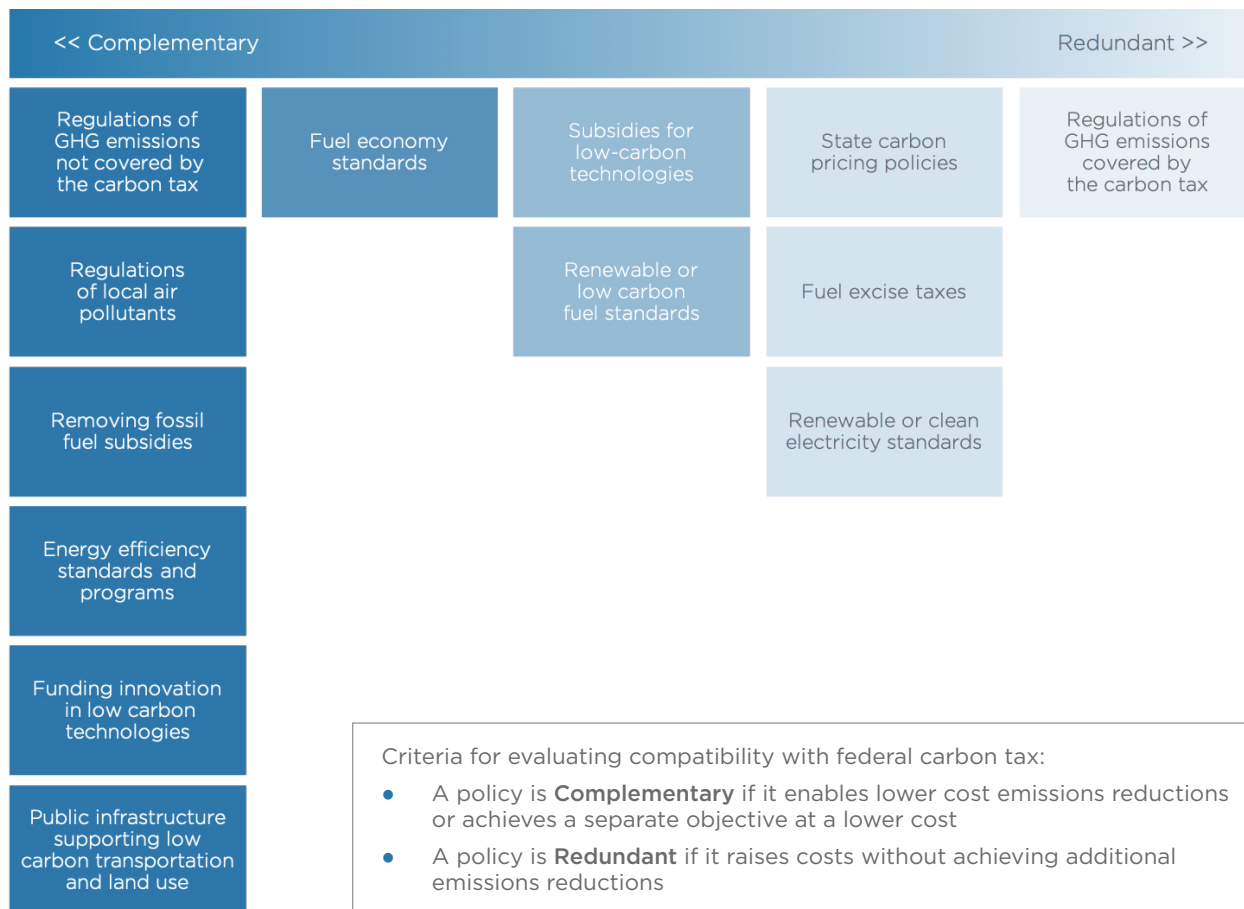 << Complementary
Redundant >>
Regulations of
GHG emissions
not covered by
the carbon tax
Fuel economy
standards
Subsidies for
low-carbon
technologies
State carbon
pricing policies
Regulations of
GHG emissions
covered by
the carbon tax
Regulations
of local air
pollutants
Renewable or
low carbon
fuel standards
Fuel excise taxes
Removing fossil
fuel subsidies
Renewable or clean
electricity standards
Energy efficiency
standards and
programs
Funding innovation
in low carbon
technologies
Public infrastructure
supporting low
carbon transportation
and land use
Criteria for evaluating compatibility with federal carbon tax:
● A policy is Complementary if it enables lower cost emissions reductions
or achieves a separate objective at a lower cost
● A policy is Redundant if it raises costs without achieving additional
emissions reductions